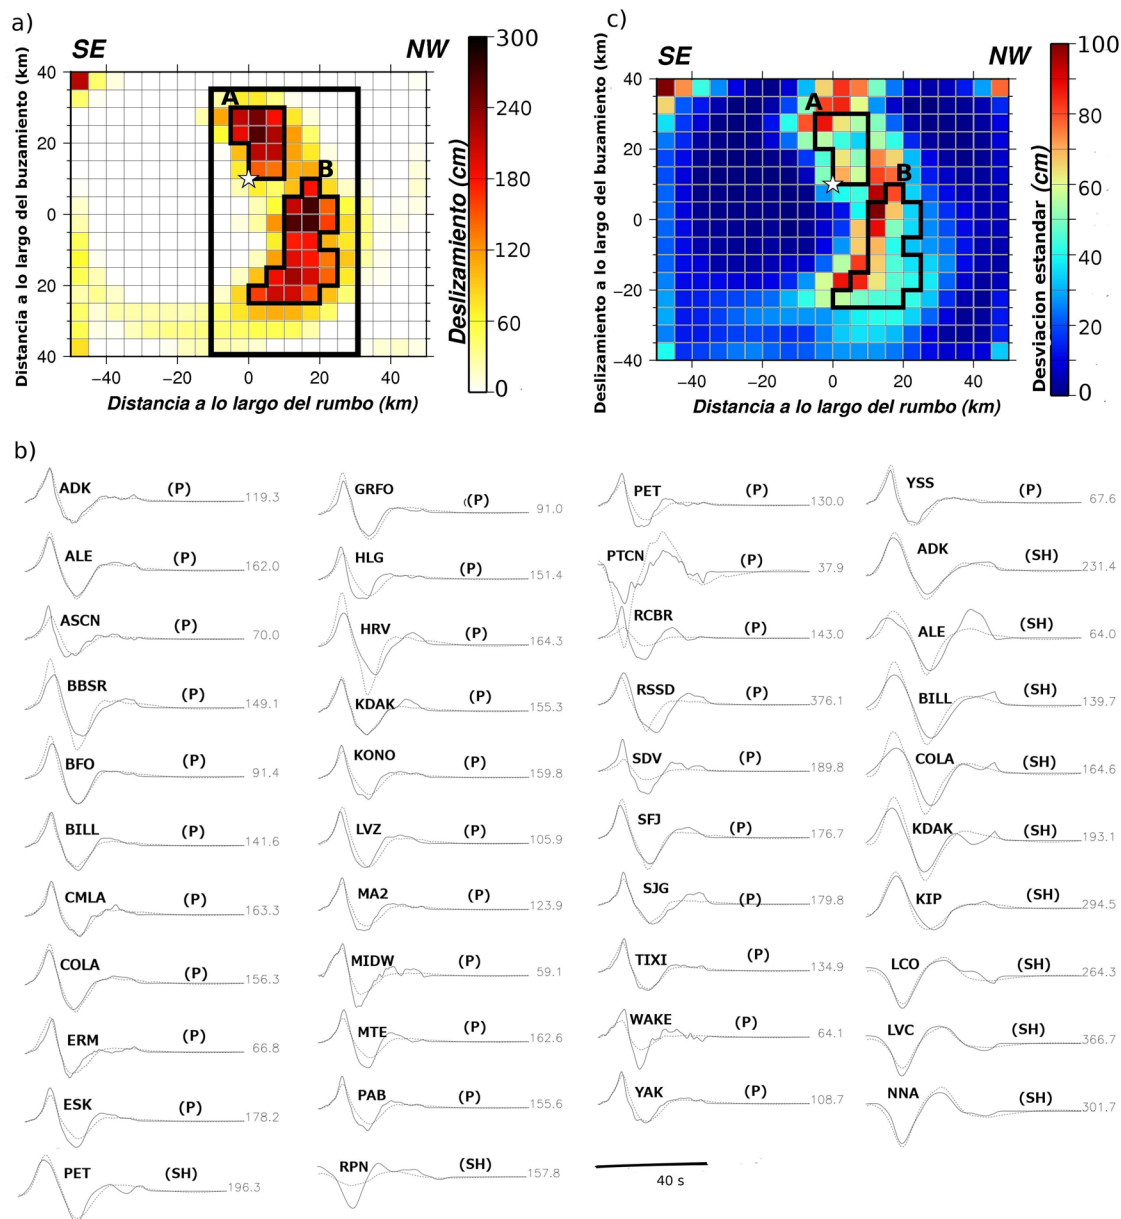 a)
SE
NW
Distancia a lo largo del buzamiento (km)
40
20
0
20
40
−40
−20
0
20
40
Distancia a lo largo del rumbo (km)
A
B
300
240
180
120
60
0
Deslizamiento (cm)
c)
SE
NW
Deslizamiento a lo largo del buzamiento (km)
40
20
0
−20
−40
−40
−20
0
20
40
Distancia a lo largo del rumbo (km)
A
B
100
80
60
40
20
0
Desviacion estandar (cm)
b)
ADK (P) 119.3
ALE (P) 162.0
ASCN (P) 70.0
BBSR (P) 149.1
BFO (P) 91.4
BILL (P) 141.6
CMLA (P) 163.3
COLA (P) 156.3
ERM (P) 66.8
ESK (P) 178.2
PET (SH) 196.3
GRFO (P) 91.0
HLG (P) 151.4
HRV (P) 164.3
KDAK (P) 155.3
KONO (P) 159.8
LVZ (P) 105.9
MA2 (P) 123.9
MIDW (P) 59.1
MTE (P) 162.6
PAB (P) 155.6
RPN (SH) 157.8
PET (P) 130.0
PTCN (P) 37.9
RCBR (P) 143.0
RSSD (P) 376.1
SDV (P) 189.8
SFJ (P) 176.7
SJG (P) 179.8
TIXI (P) 134.9
WAKE (P) 64.1
YAK (P) 108.7
40 s
YSS (P) 67.6
ADK (SH) 231.4
ALE (SH) 64.0
BILL (SH) 139.7
COLA (SH) 164.6
KDAK (SH) 193.1
KIP (SH) 294.5
LCO (SH) 264.3
LVC (SH) 366.7
NNA (SH) 301.7